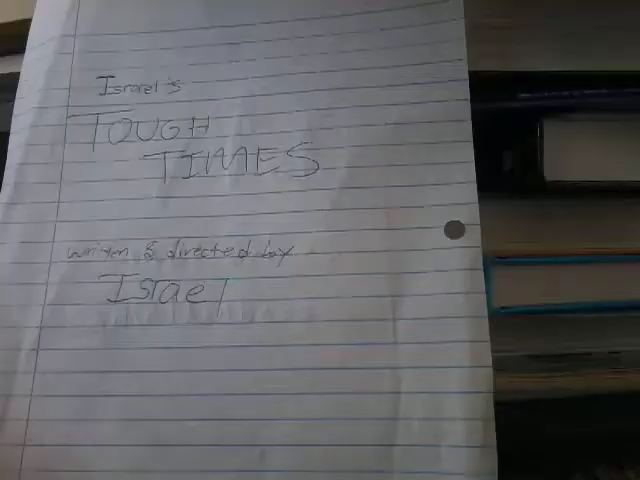 Israel's
TOUGH
TIMES
written & directed by
Israel